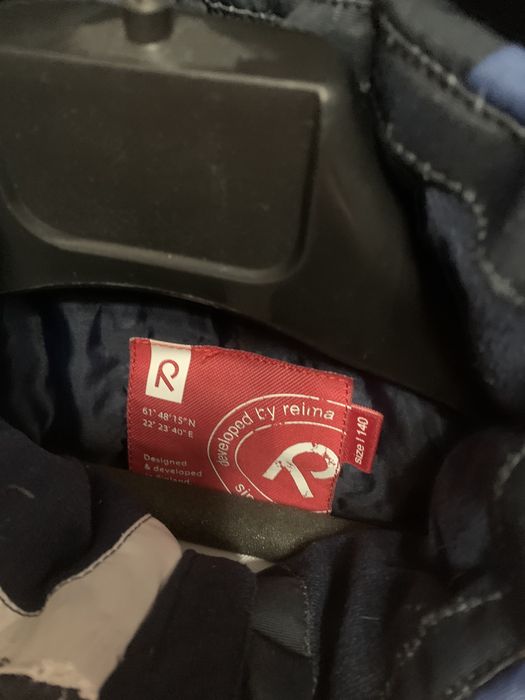 R
61° 48' 15"N
22° 23' 40" E
Designed
& developed
developed by reima
R
size | 140